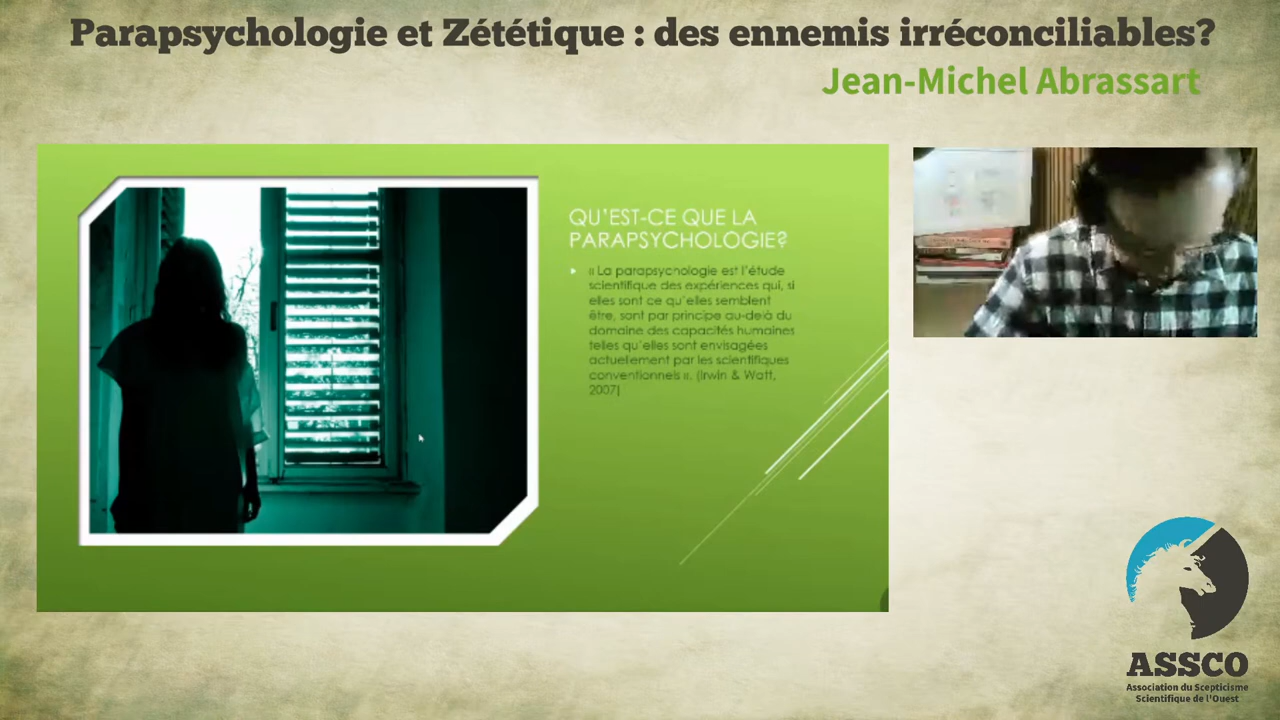 Parapsychologie et Zététique : des ennemis irréconciliables?
Jean-Michel Abrassart
QU'EST-CE QUE LA
PARAPSYCHOLOGIE?
« La parapsychologie est l'étude
scientifique des expériences qui, si
elles sont ce qu'elles semblent
être, sont par principe au-delà du
domaine des capacités humaines
telles qu'elles sont envisagées
actuellement par les scientifiques
conventionnels ». (Irwin & Watt,
2007)
ASSCO
Association du Scepticisme
Scientifique de l'Ouest